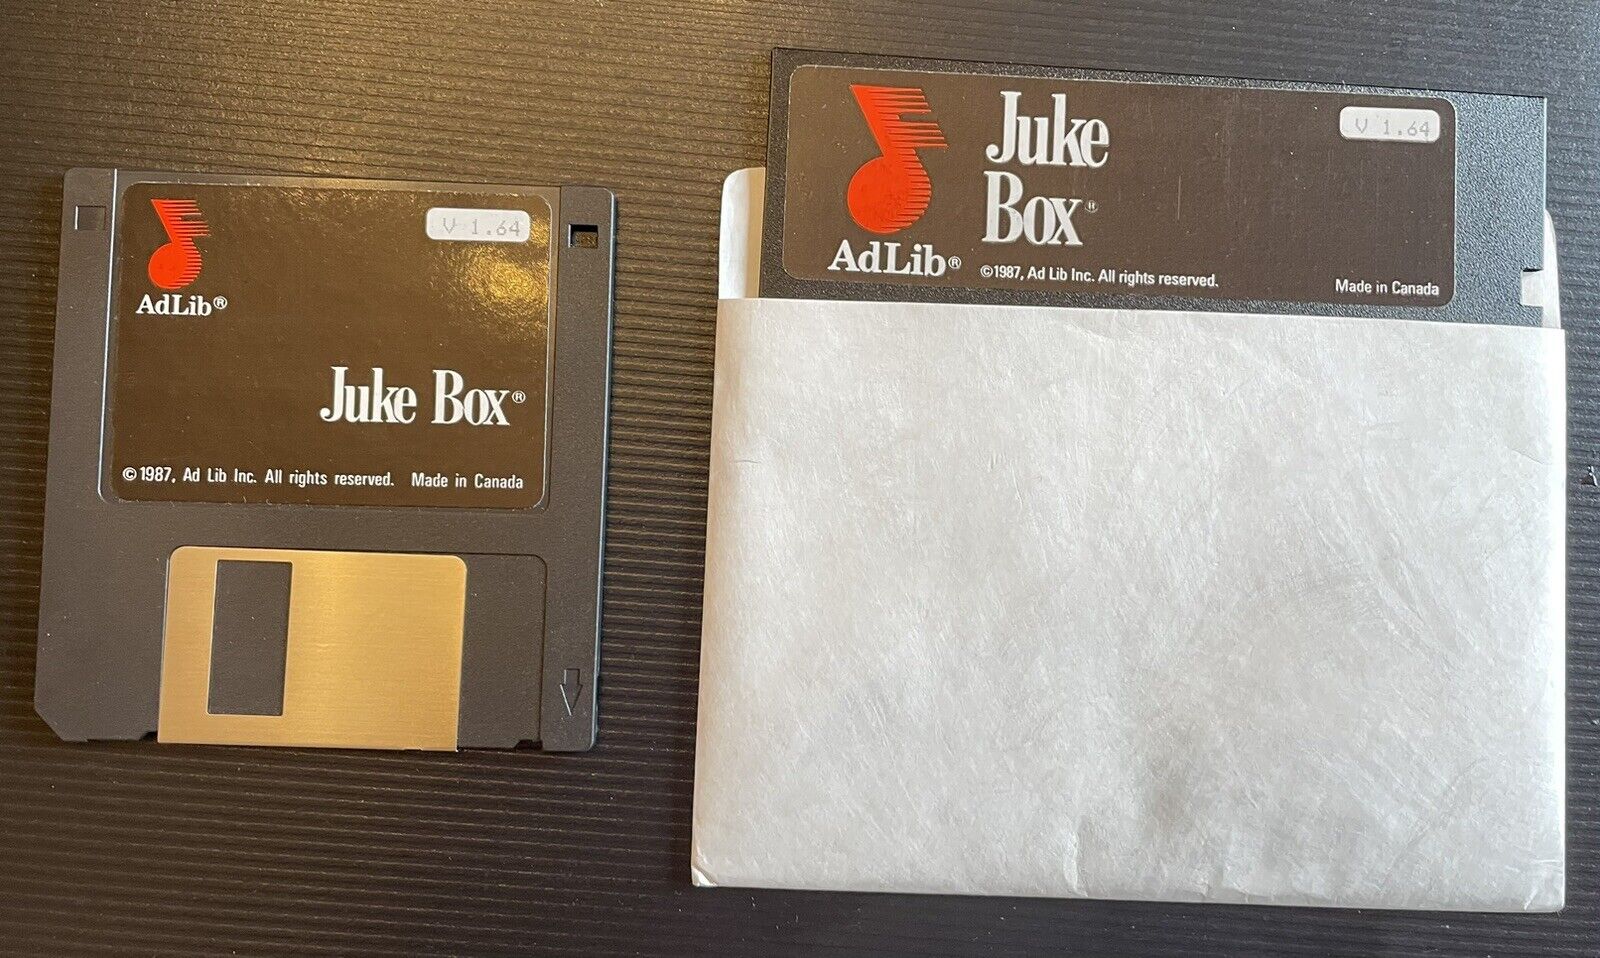 V 1.64
AdLib®
Juke Box®
©1987, Ad Lib Inc. All rights reserved. Made in Canada
Juke
Box®
V 1.64
AdLib®
©1987, Ad Lib Inc. All rights reserved.
Made in Canada